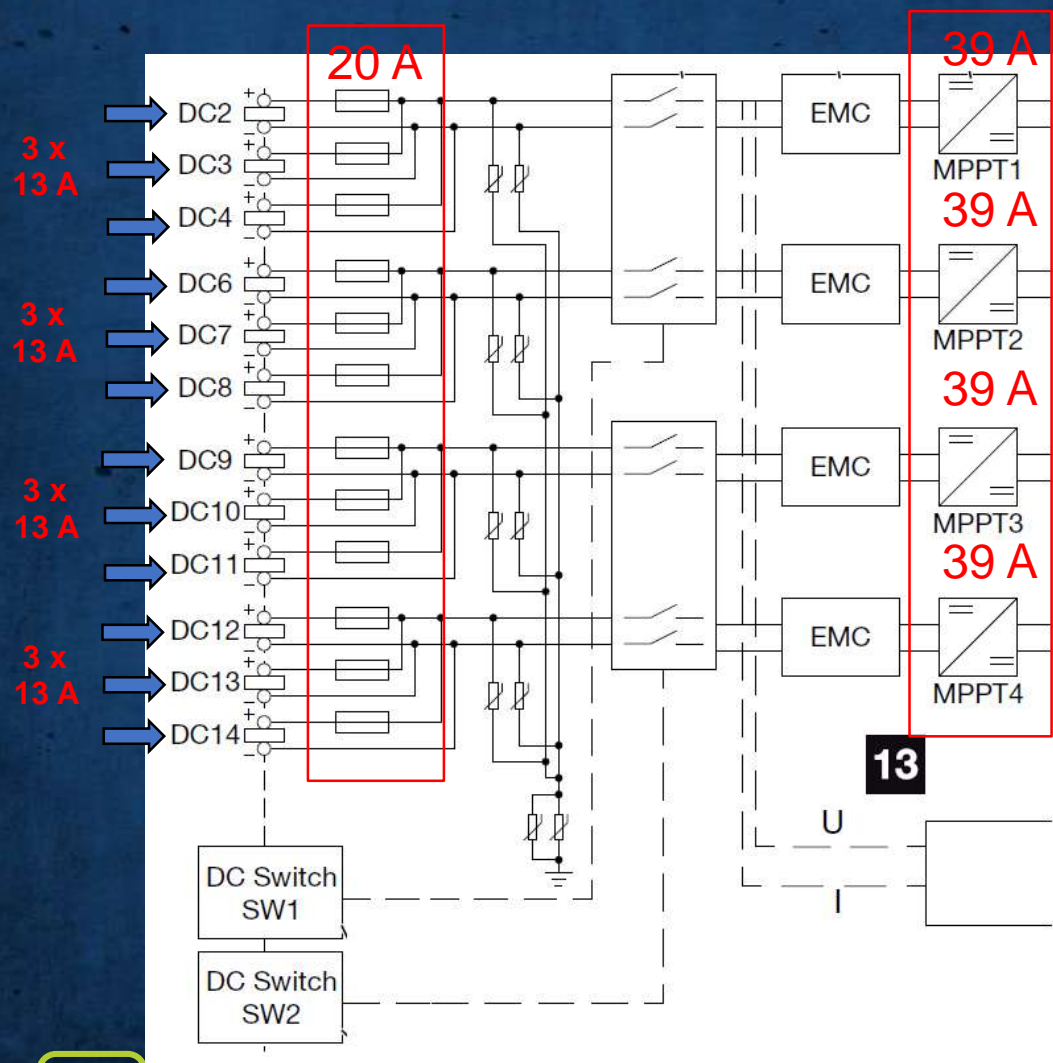 20 A
39 A
DC2
EMC
3 x
13 A
DC3
MPPT1
DC4
39 A
DC6
EMC
3 x
13 A
DC7
MPPT2
DC8
39 A
DC9
EMC
3 x
13 A
DC10
MPPT3
DC11
39 A
DC12
EMC
3 x
13 A
DC13
MPPT4
DC14
13
U
I
DC Switch
SW1
DC Switch
SW2